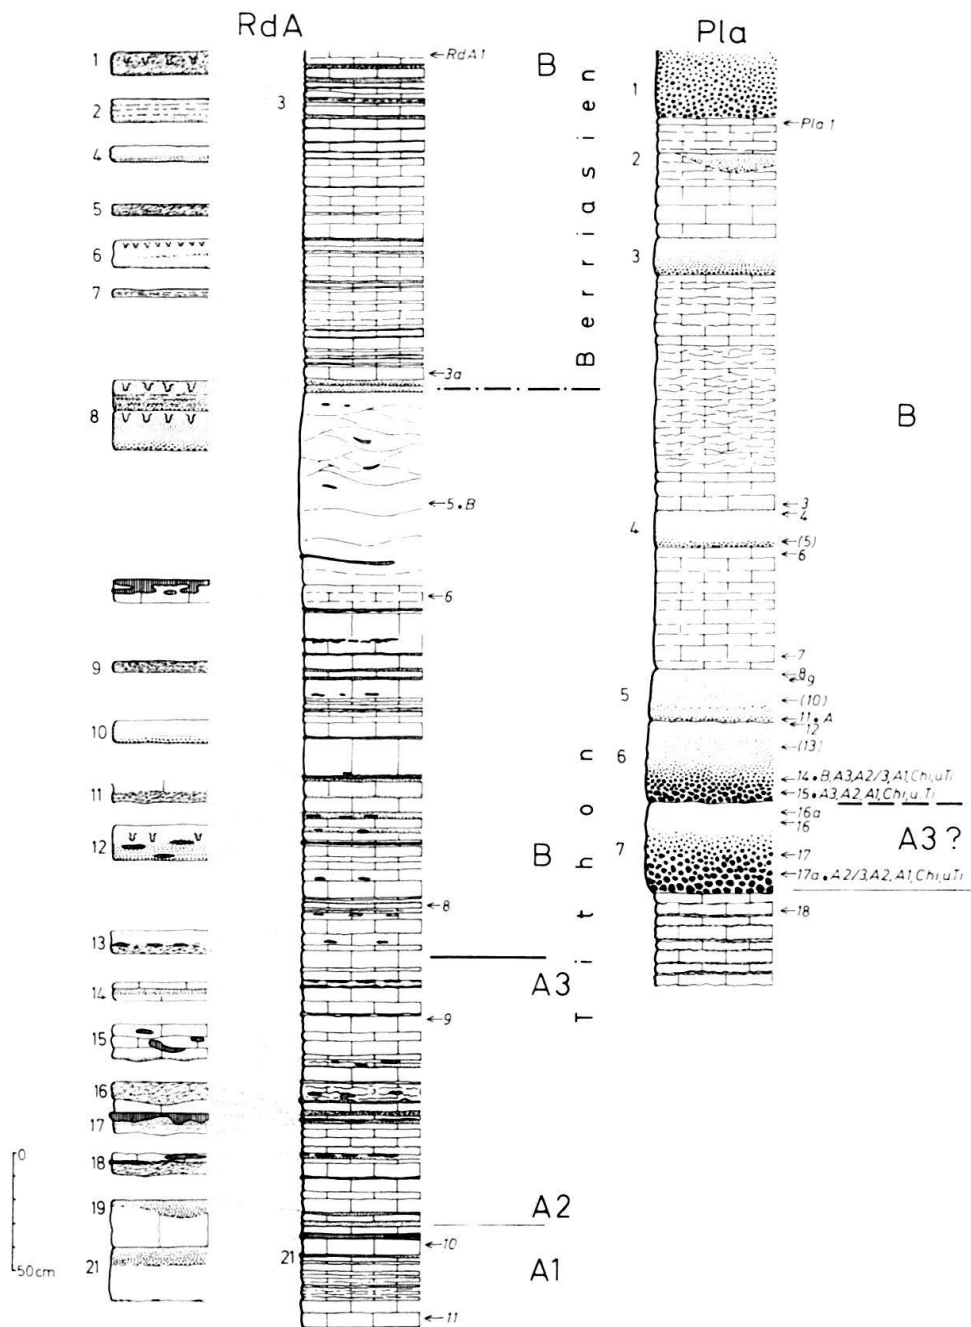 RdA
Pla
1
2
4
5
6
7
8
9
10
11
12
13
14
15
16
17
18
19
21
0
50cm
3
21
RdA1
3a
5.B
6
8
9
10
11
B
Berriasien
B
Tithon
A3
A2
A1
1
2
3
4
5
6
7
Pla 1
3
4
(5)
6
7
8
9
(10)
11.A
12
(13)
14.B,A3,A2/3,A1,Chi,uTi
15.A3,A2,A1,Chi,u.Ti
16a
16
17
17a.A2/3,A2,A1,Chi,uTi
18
B
A3?